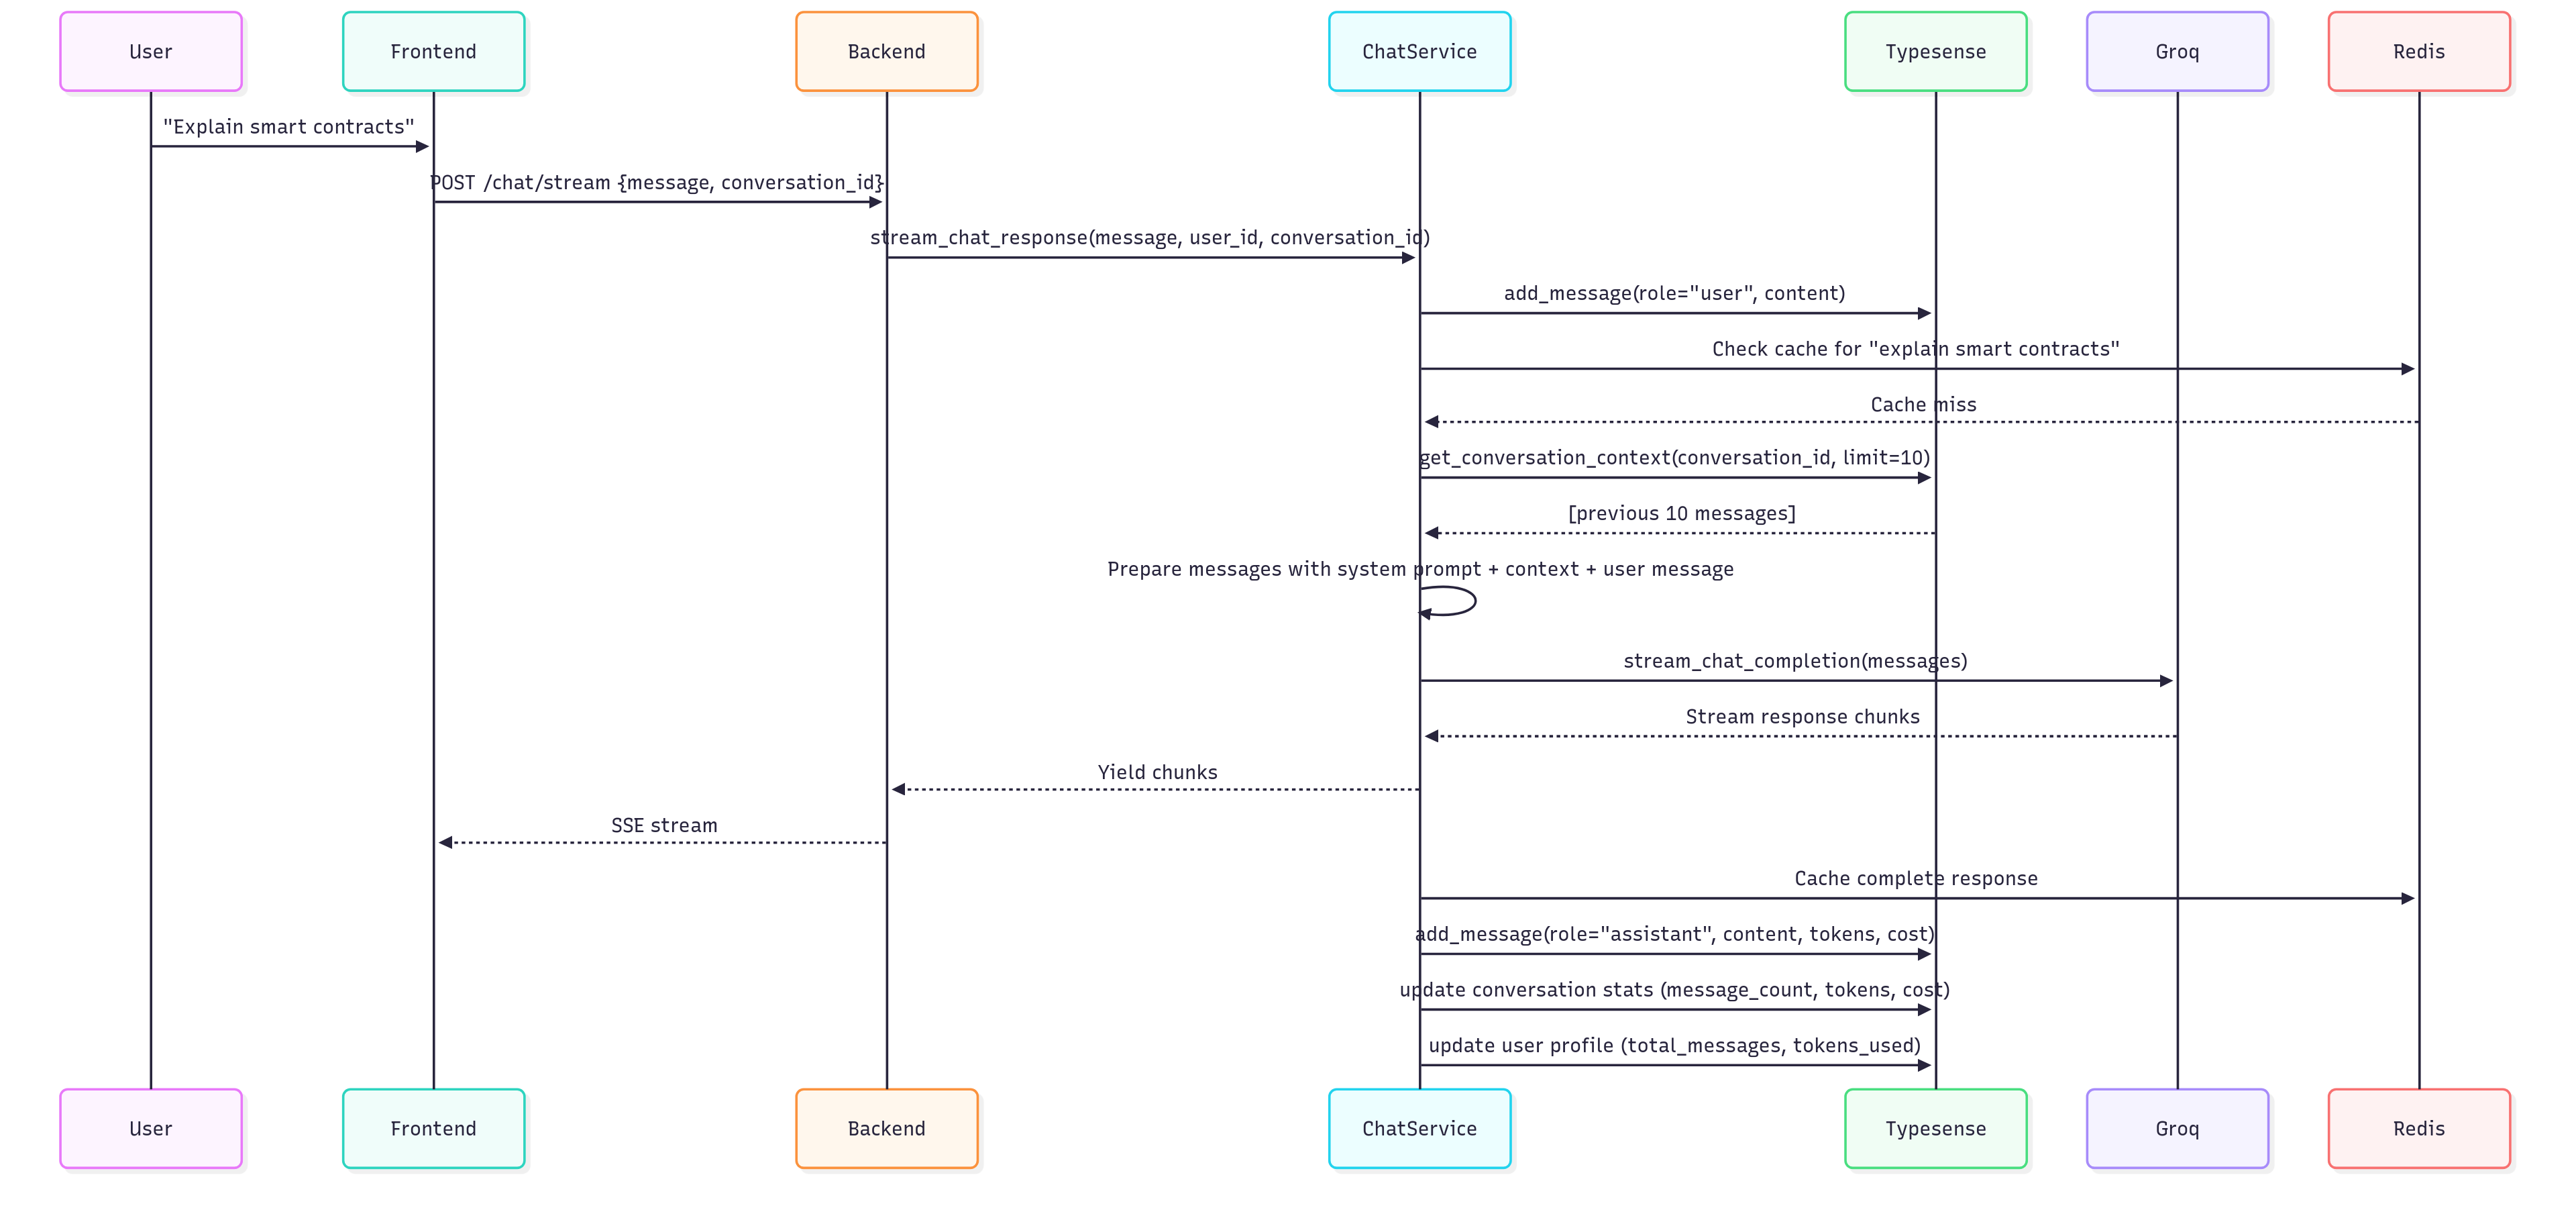 User
Frontend
Backend
ChatService
Typesense
Groq
Redis
"Explain smart contracts"
POST /chat/stream {message, conversation_id}
stream_chat_response(message, user_id, conversation_id)
add_message(role="user", content)
Check cache for "explain smart contracts"
Cache miss
get_conversation_context(conversation_id, limit=10)
[previous 10 messages]
Prepare messages with system prompt + context + user message
stream_chat_completion(messages)
Stream response chunks
Yield chunks
SSE stream
Cache complete response
add_message(role="assistant", content, tokens, cost)
update conversation stats (message_count, tokens, cost)
update user profile (total_messages, tokens_used)
User
Frontend
Backend
ChatService
Typesense
Groq
Redis